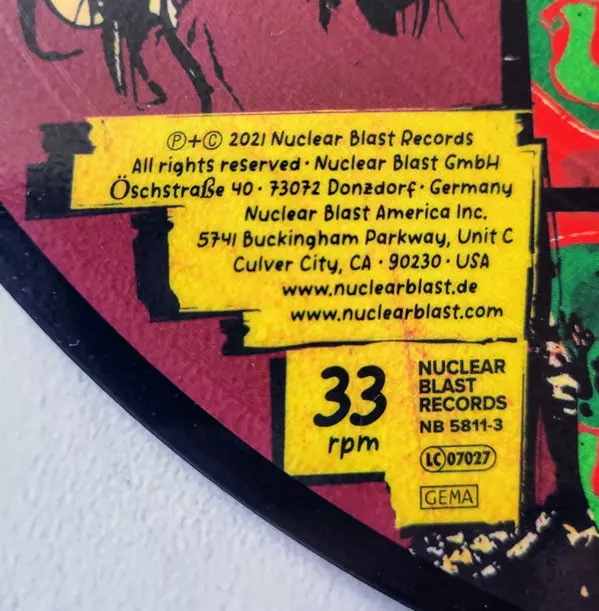 Ⓟ+Ⓒ 2021 Nuclear Blast Records
All rights reserved · Nuclear Blast GmbH
Öschstraße 40 · 73072 Donzdorf · Germany
Nuclear Blast America Inc.
5741 Buckingham Parkway, Unit C
Culver City, CA · 90230 · USA
www.nuclearblast.de
www.nuclearblast.com
33
rpm
NUCLEAR
BLAST
RECORDS
NB 5811-3
LC 07027
GEMA